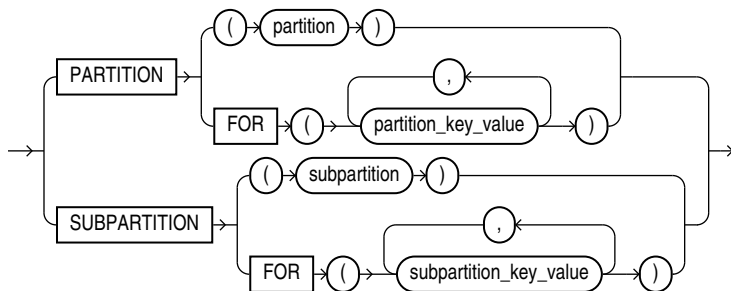 ( partition )
PARTITION
,
FOR ( partition_key_value )
( subpartition )
SUBPARTITION
,
FOR ( subpartition_key_value )